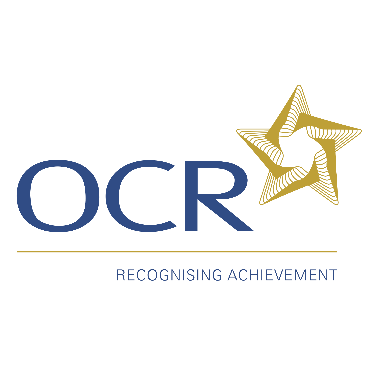 OCR
RECOGNISING ACHIEVEMENT